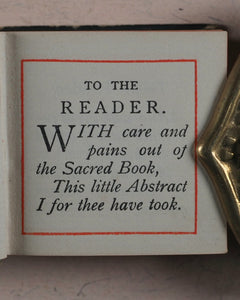 TO THE
READER.
WITH care and
pains out of
the Sacred Book,
This little Abstract
I for thee have took.